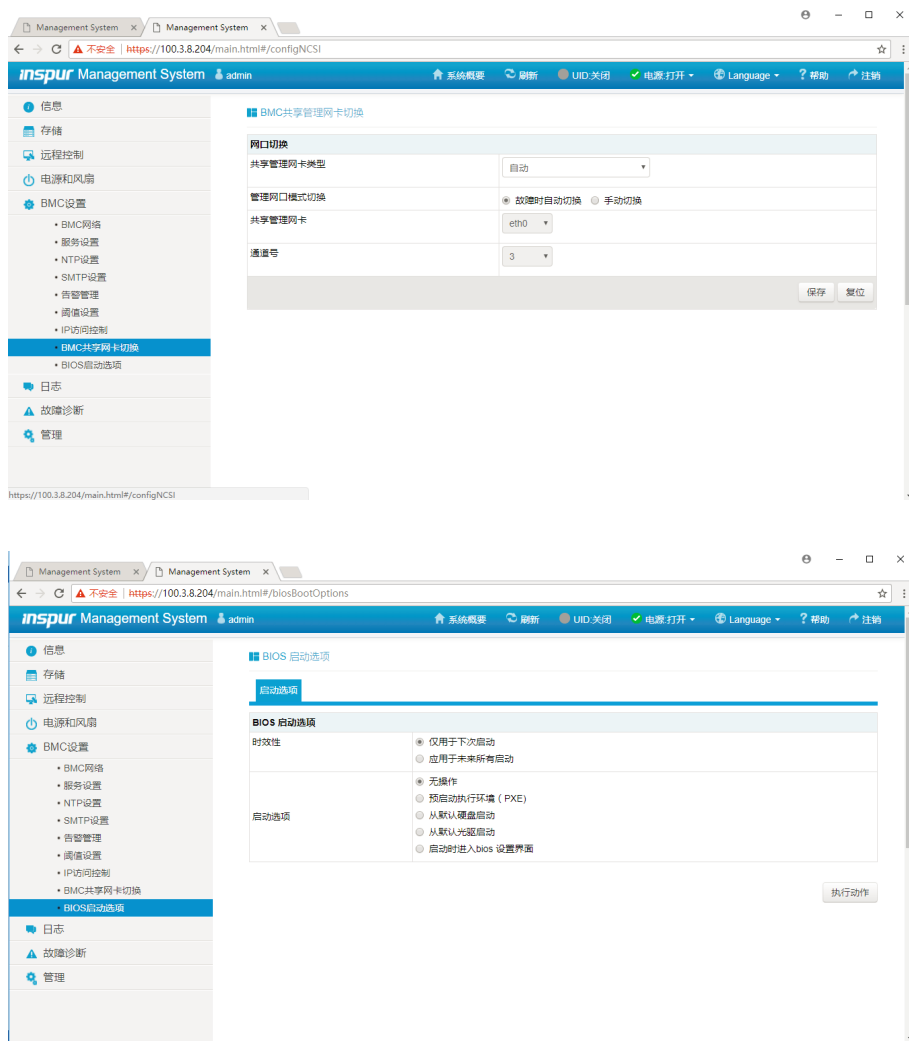 Management System × Management System ×
不安全 | https://100.3.8.204/main.html#/configNCSI
inspur Management System admin 系统概要 刷新 UID:关闭 电源:打开 Language ? 帮助 注销
信息
存储
远程控制
电源和风扇
BMC设置
• BMC网络
• 服务设置
• NTP设置
• SMTP设置
• 告警管理
• 阈值设置
• IP访问控制
• BMC共享网卡切换
• BIOS启动选项
日志
故障诊断
管理
BMC共享管理网卡切换
网口切换
共享管理网卡类型 自动
管理网口模式切换 故障时自动切换 手动切换
共享管理网卡 eth0
通道号 3
保存 复位
https://100.3.8.204/main.html#/configNCSI
Management System × Management System ×
不安全 | https://100.3.8.204/main.html#/biosBootOptions
inspur Management System admin 系统概要 刷新 UID:关闭 电源:打开 Language ? 帮助 注销
信息
存储
远程控制
电源和风扇
BMC设置
• BMC网络
• 服务设置
• NTP设置
• SMTP设置
• 告警管理
• 阈值设置
• IP访问控制
• BMC共享网卡切换
• BIOS启动选项
日志
故障诊断
管理
BIOS 启动选项
启动选项
BIOS 启动选项
时效性 仅用于下次启动
应用于未来所有启动
启动选项 无操作
预启动执行环境 ( PXE )
从默认硬盘启动
从默认光驱启动
启动时进入bios 设置界面
执行动作